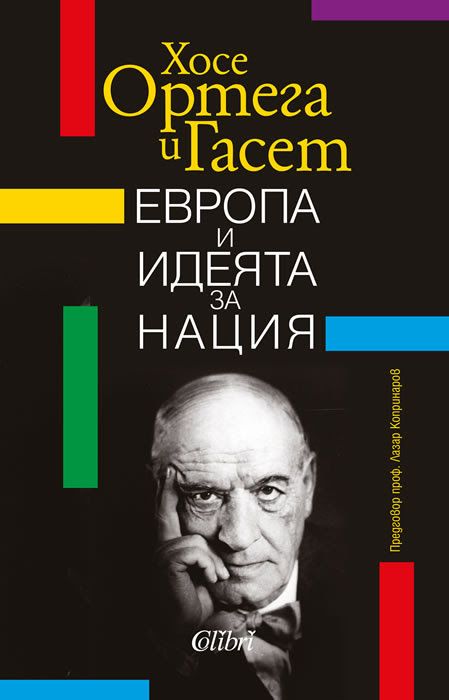 Хосе
Ортега
и Гасет
ЕВРОПА
И
ИДЕЯТА
ЗА
НАЦИЯ
Предговор проф. Лазар Копринаров
Colibri